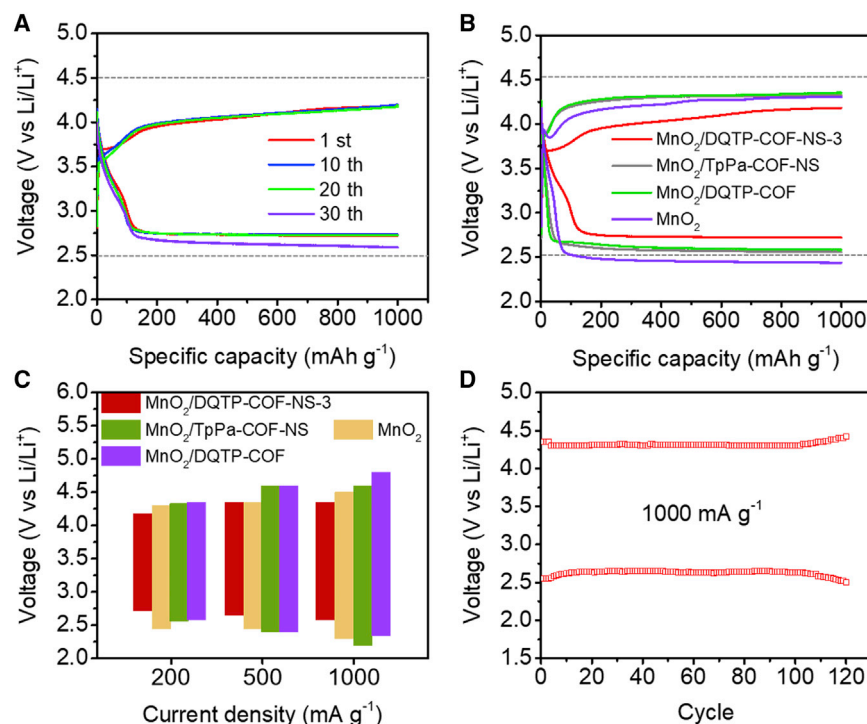 A
5.0
4.5
4.0
3.5
3.0
2.5
2.0
Voltage (V vs Li/Li⁺)
1 st
10 th
20 th
30 th
0 200 400 600 800 1000
Specific capacity (mAh g⁻¹)
B
5.0
4.5
4.0
3.5
3.0
2.5
2.0
Voltage (V vs Li/Li⁺)
MnO₂/DQTP-COF-NS-3
MnO₂/TpPa-COF-NS
MnO₂/DQTP-COF
MnO₂
0 200 400 600 800 1000
Specific capacity (mAh g⁻¹)
C
6.0
5.5
5.0
4.5
4.0
3.5
3.0
2.5
2.0
Voltage (V vs Li/Li⁺)
MnO₂/DQTP-COF-NS-3
MnO₂/TpPa-COF-NS MnO₂
MnO₂/DQTP-COF
200 500 1000
Current density (mA g⁻¹)
D
5.0
4.5
4.0
3.5
3.0
2.5
2.0
1.5
Voltage (V vs Li/Li⁺)
1000 mA g⁻¹
0 20 40 60 80 100 120
Cycle